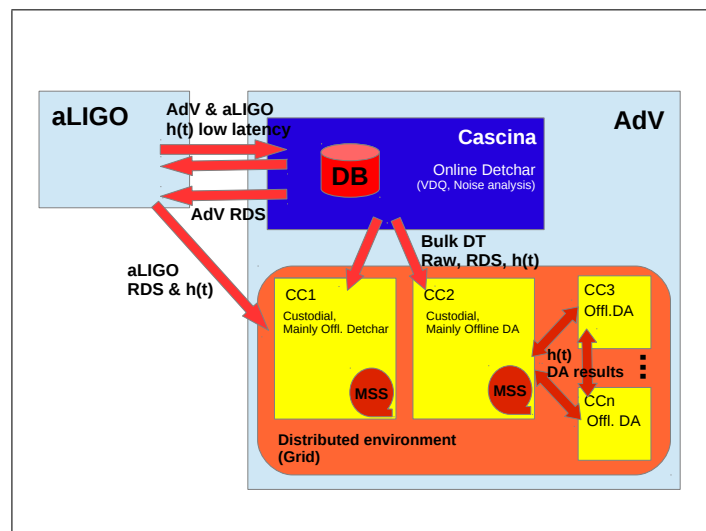 aLIGO
AdV & aLIGO
h(t) low latency
AdV
Cascina
DB
Online Detchar
(VDQ, Noise analysis)
AdV RDS
Bulk DT
Raw, RDS, h(t)
aLIGO
RDS & h(t)
CC1
Custodial,
Mainly Offl. Detchar
MSS
CC2
Custodial,
Mainly Offline DA
MSS
CC3
Offl.DA
h(t)
DA results
CCn
Offl. DA
Distributed environment
(Grid)